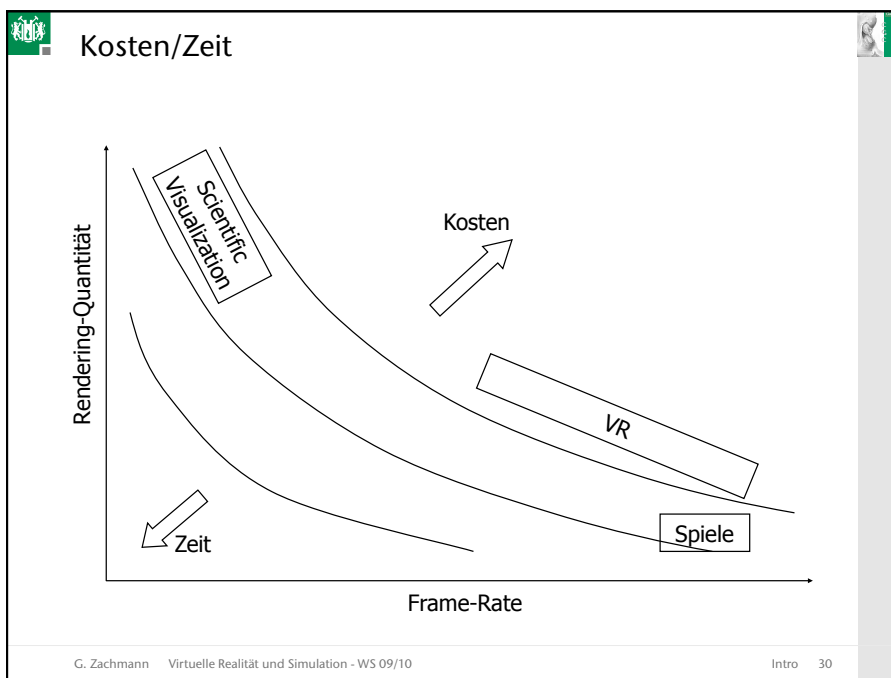 Kosten/Zeit
Scientific
Visualization
Kosten
Rendering-Quantität
VR
Spiele
Zeit
Frame-Rate
G. Zachmann Virtuelle Realität und Simulation - WS 09/10 Intro 30